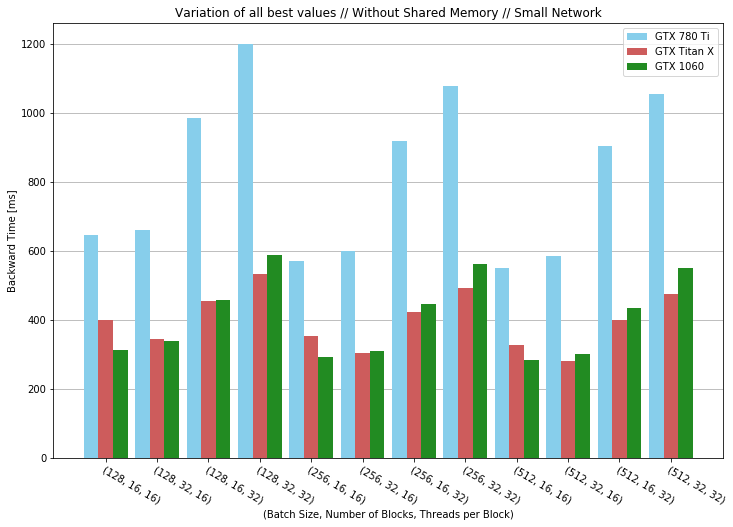 Variation of all best values // Without Shared Memory // Small Network
GTX 780 Ti
GTX Titan X
GTX 1060
Backward Time [ms]
1200
1000
800
600
400
200
0
(128, 16, 16)
(128, 32, 16)
(128, 16, 32)
(128, 32, 32)
(256, 16, 16)
(256, 32, 16)
(256, 16, 32)
(256, 32, 32)
(512, 16, 16)
(512, 32, 16)
(512, 16, 32)
(512, 32, 32)
(Batch Size, Number of Blocks, Threads per Block)